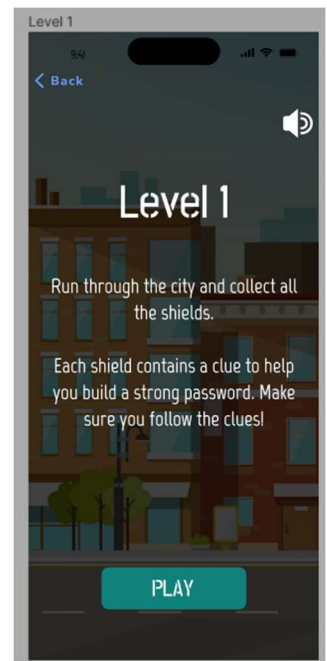 Level 1
9:41
Back
Level 1
Run through the city and collect all
the shields.
Each shield contains a clue to help
you build a strong password. Make
sure you follow the clues!
PLAY